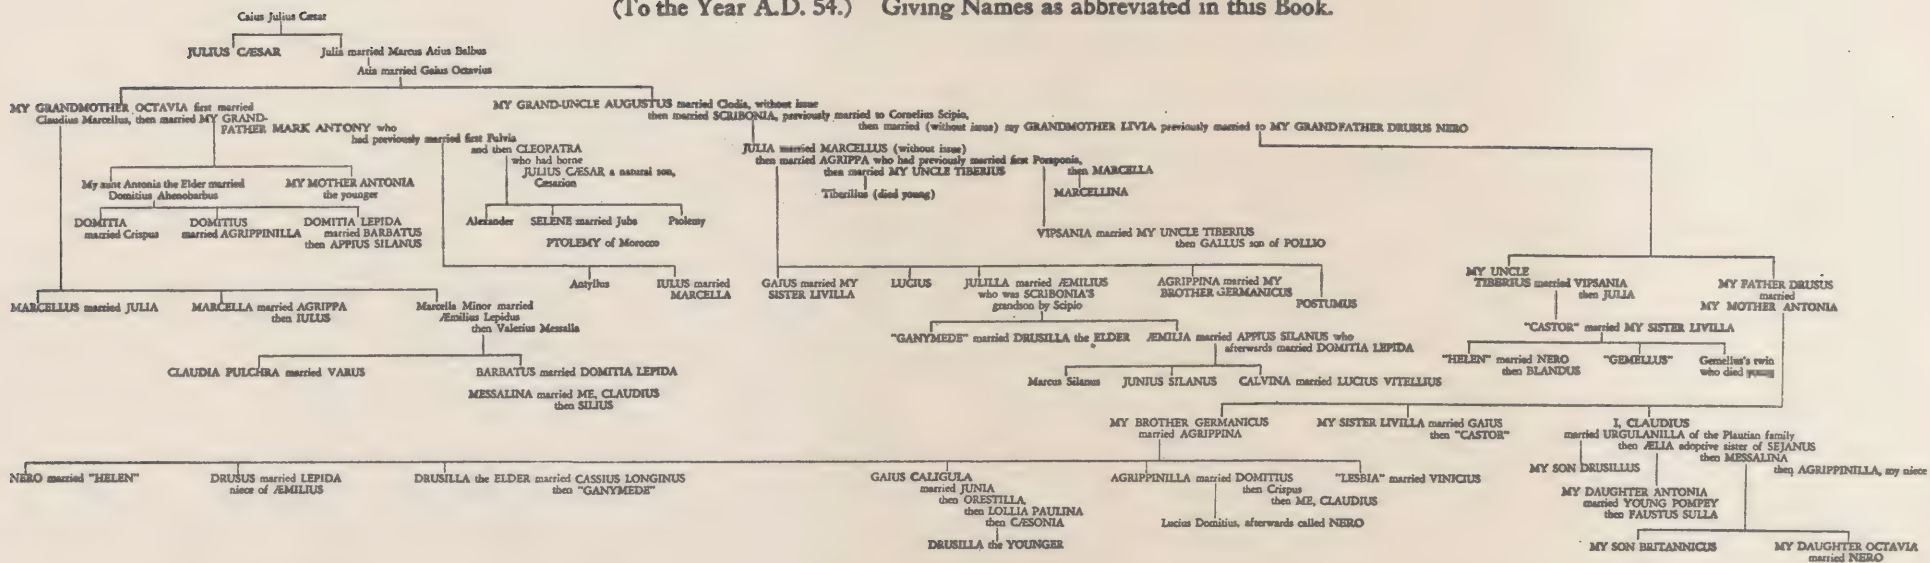 (To the Year A.D. 54.) Giving Names as abbreviated in this Book.
Caius Julius Cæsar
JULIUS CÆSAR
Julia married Marcus Atius Balbus
Atia married Gaius Octavius
MY GRANDMOTHER OCTAVIA first married
Claudius Marcellus, then married MY GRAND-
FATHER MARK ANTONY who
had previously married first Fulvia
and then CLEOPATRA
who had borne
JULIUS CÆSAR a natural son,
Cæsarion
MY GRAND-UNCLE AUGUSTUS married Clodia, without issue
then married SCRIBONIA, previously married to Cornelius Scipio,
then married (without issue) my GRANDMOTHER LIVIA previously married to MY GRANDFATHER DRUSUS NERO
JULIA married MARCELLUS (without issue)
then married AGRIPPA who had previously married first Pomponia,
then married MY UNCLE TIBERIUS
then MARCELLA
Tiberillus (died young)
MARCELLINA
My aunt Antonia the Elder married
Domitius Ahenobarbus
MY MOTHER ANTONIA
the younger
DOMITIA
married Crispus
DOMITIUS
married AGRIPPINILLA
DOMITIA LEPIDA
married BARBATUS
then APPIUS SILANUS
Alexander
SELENE married Juba
Ptolemy
PTOLEMY of Morocco
VIPSANIA married MY UNCLE TIBERIUS
then GALLUS son of POLLIO
MARCELLUS married JULIA
MARCELLA married AGRIPPA
then IULUS
Marcella Minor married
Æmilius Lepidus
then Valerius Messalla
Antyllus
IULUS married
MARCELLA
GAIUS married MY
SISTER LIVILLA
LUCIUS
JULILLA married ÆMILIUS
who was SCRIBONIA'S
grandson by Scipio
AGRIPPINA married MY
BROTHER GERMANICUS
POSTUMUS
MY UNCLE
TIBERIUS married VIPSANIA
then JULIA
MY FATHER DRUSUS
married
MY MOTHER ANTONIA
"CASTOR" married MY SISTER LIVILLA
"GANYMEDE" married DRUSILLA the ELDER
ÆMILIA married APPIUS SILANUS who
afterwards married DOMITIA LEPIDA
"HELEN" married NERO
then BLANDUS
"GEMELLUS"
Gemellus's twin
who died young
CLAUDIA PULCHRA married VARUS
BARBATUS married DOMITIA LEPIDA
Marcus Silanus
JUNIUS SILANUS
CALVINA married LUCIUS VITELLIUS
MESSALINA married ME, CLAUDIUS
then SILIUS
MY BROTHER GERMANICUS
married AGRIPPINA
MY SISTER LIVILLA married GAIUS
then "CASTOR"
I, CLAUDIUS
married URGULANILLA of the Plautian family
then ÆLIA adoptive sister of SEJANUS
then MESSALINA
then AGRIPPINILLA, my niece
MY SON DRUSILLUS
MY DAUGHTER ANTONIA
married YOUNG POMPEY
then FAUSTUS SULLA
NERO married "HELEN"
DRUSUS married LEPIDA
niece of ÆMILIUS
DRUSILLA the ELDER married CASSIUS LONGINUS
then "GANYMEDE"
GAIUS CALIGULA
married JUNIA
then ORESTILLA,
then LOLLIA PAULINA
then CÆSONIA
AGRIPPINILLA married DOMITIUS
then Crispus
then ME, CLAUDIUS
"LESBIA" married VINICIUS
Lucius Domitius, afterwards called NERO
DRUSILLA the YOUNGER
MY SON BRITANNICUS
MY DAUGHTER OCTAVIA
married NERO